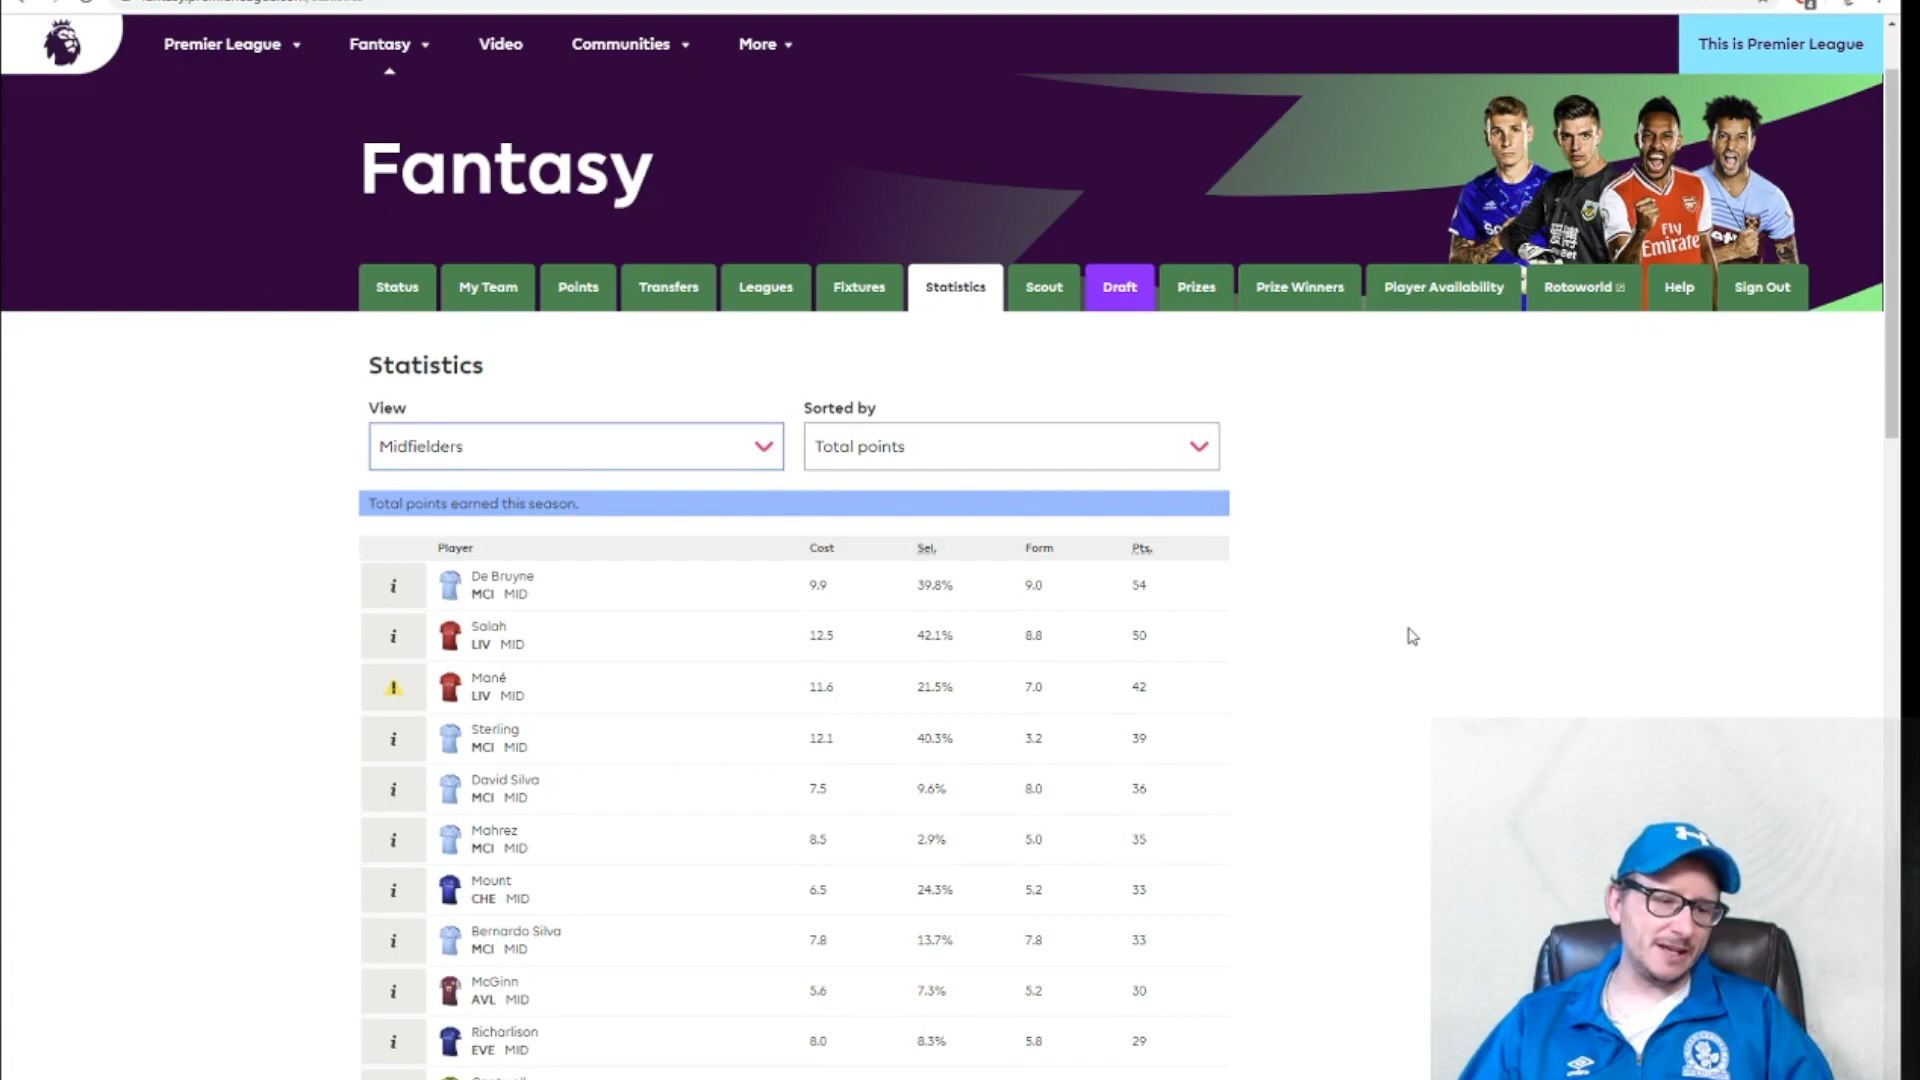 Premier League
Fantasy
Video
Communities
More
This is Premier League
Fantasy
Fly
Emirate
Status
My Team
Points
Transfers
Leagues
Fixtures
Statistics
Scout
Draft
Prizes
Prize Winners
Player Availability
Rotoworld
Help
Sign Out
Statistics
View
Sorted by
Midfielders
Total points
Total points earned this season.
Player Cost Sel. Form Pts.
i De Bruyne 9.9 39.8% 9.0 54
MCI MID
i Salah 12.5 42.1% 8.8 50
LIV MID
! Mané 11.6 21.5% 7.0 42
LIV MID
i Sterling 12.1 40.3% 3.2 39
MCI MID
i David Silva 7.5 9.6% 8.0 36
MCI MID
i Mahrez 8.5 2.9% 5.0 35
MCI MID
i Mount 6.5 24.3% 5.2 33
CHE MID
i Bernardo Silva 7.8 13.7% 7.8 33
MCI MID
i McGinn 5.6 7.3% 5.2 30
AVL MID
i Richarlison 8.0 8.3% 5.8 29
EVE MID